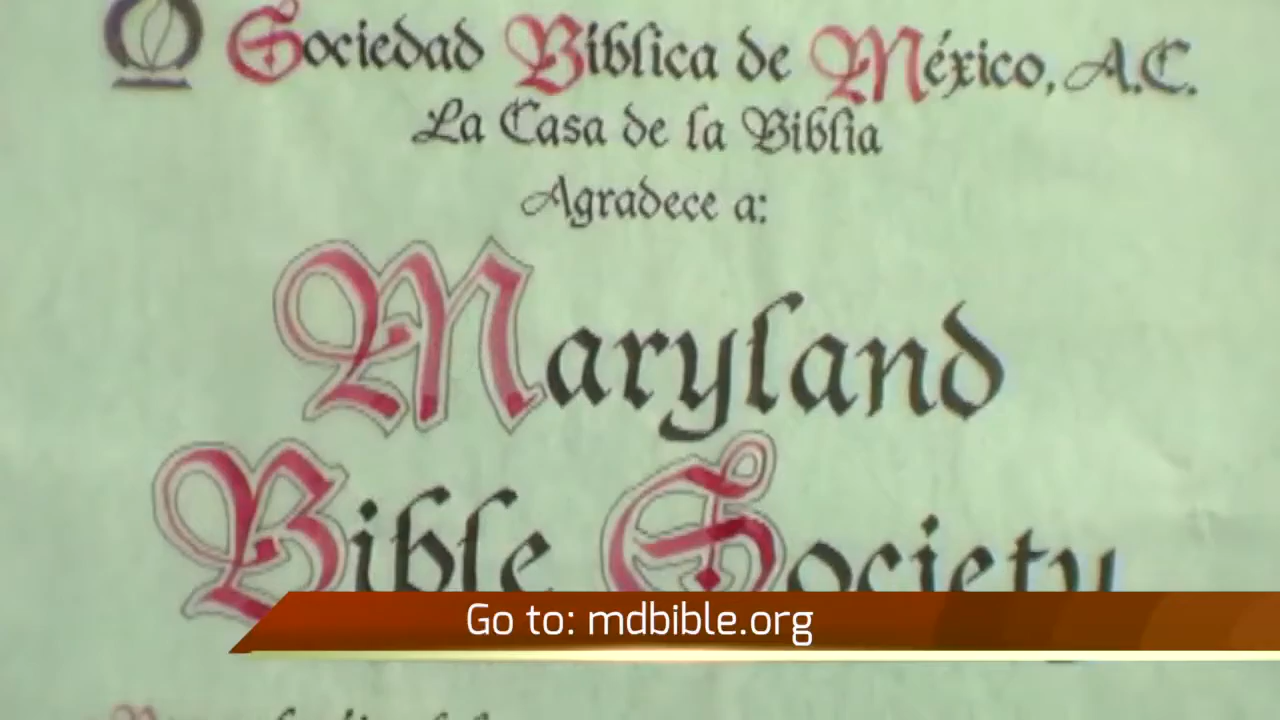 Sociedad Bíblica de México, A.C.
La Casa de la Biblia
Agradece a:
Maryland
Bible Society
Go to: mdbible.org